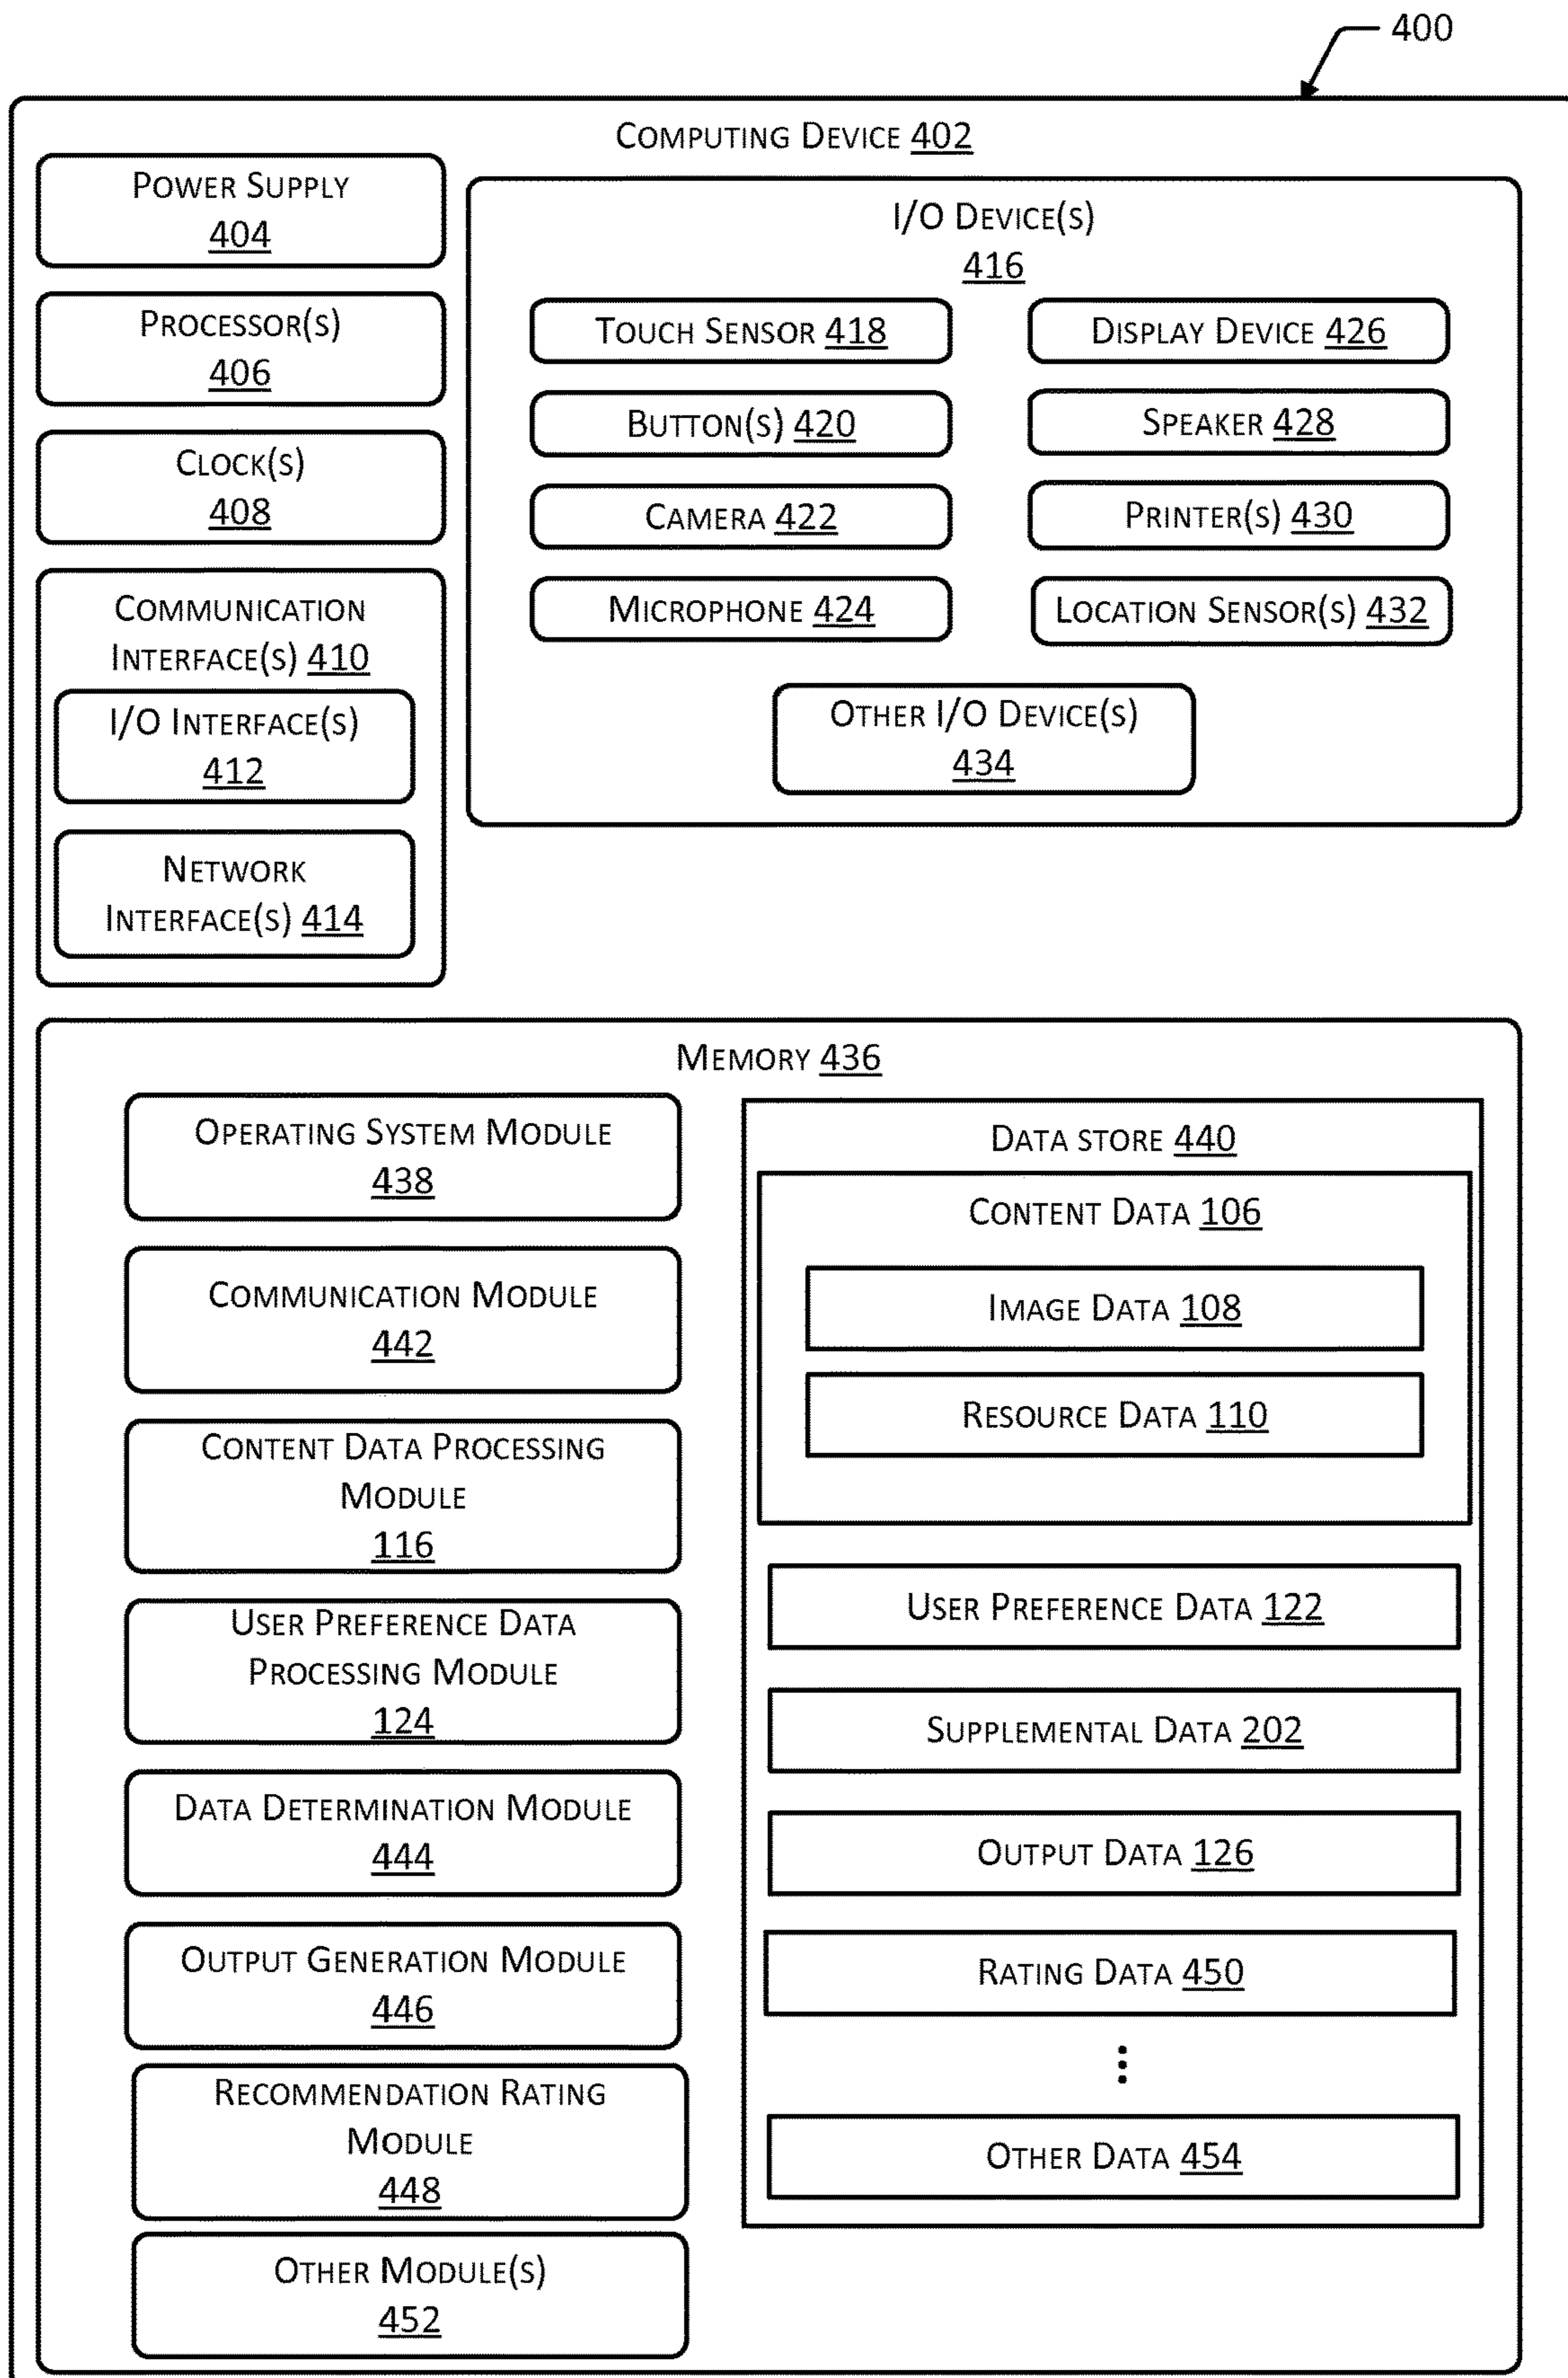 400
Computing Device 402
Power Supply
404
Processor(s)
406
Clock(s)
408
Communication
Interface(s) 410
I/O Interface(s)
412
Network
Interface(s) 414
I/O Device(s)
416
Touch Sensor 418
Display Device 426
Button(s) 420
Speaker 428
Camera 422
Printer(s) 430
Microphone 424
Location Sensor(s) 432
Other I/O Device(s)
434
Memory 436
Operating System Module
438
Communication Module
442
Content Data Processing
Module
116
User Preference Data
Processing Module
124
Data Determination Module
444
Output Generation Module
446
Recommendation Rating
Module
448
Other Module(s)
452
Data store 440
Content Data 106
Image Data 108
Resource Data 110
User Preference Data 122
Supplemental Data 202
Output Data 126
Rating Data 450
Other Data 454